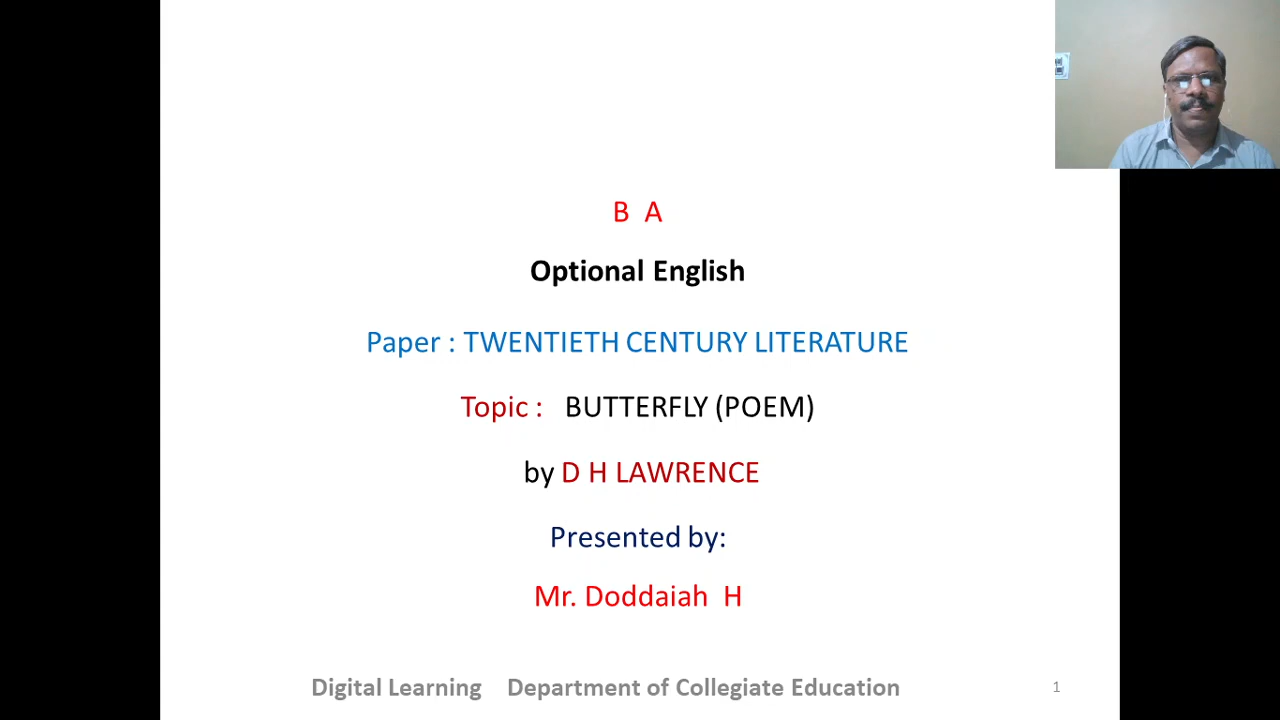 B A
Optional English
Paper : TWENTIETH CENTURY LITERATURE
Topic : BUTTERFLY (POEM)
by D H LAWRENCE
Presented by:
Mr. Doddaiah H
Digital Learning Department of Collegiate Education 1